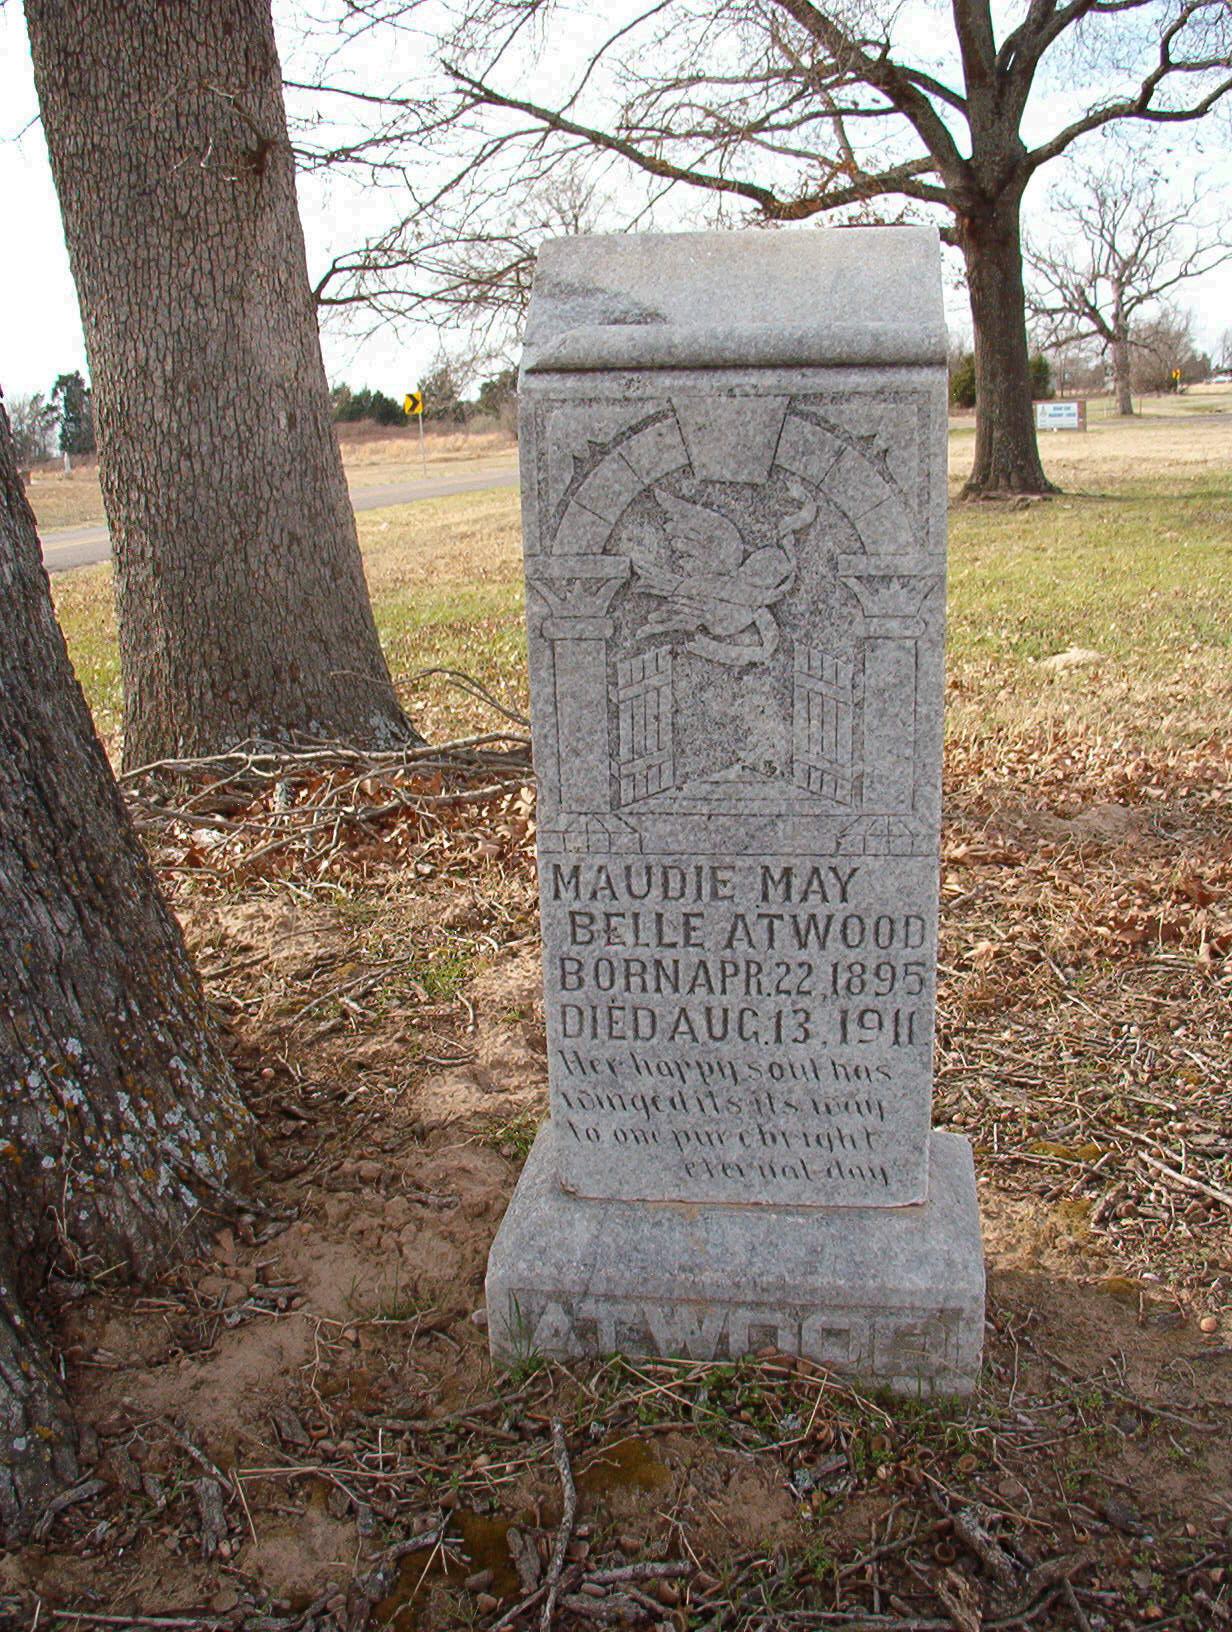 MAUDIE MAY
BELLE ATWOOD
BORN APR. 22, 1895
DIED AUG. 13, 1911
Her happy soul has
winged its its way
to one pure bright
eternal day
ATWOOD